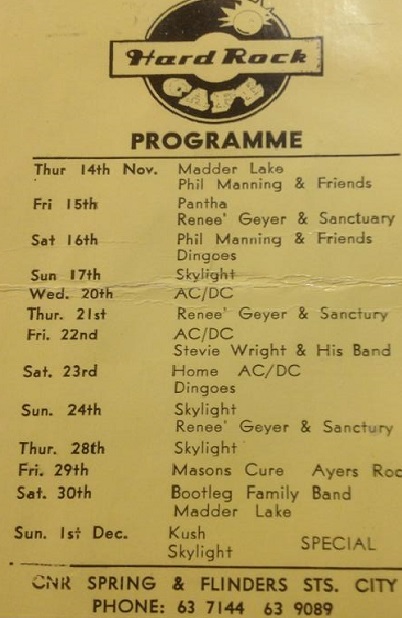 Hard Rock
CAFE
PROGRAMME
Thur 14th Nov. Madder Lake
Phil Manning & Friends
Fri 15th Pantha
Renee' Geyer & Sanctuary
Sat 16th Phil Manning & Friends
Dingoes
Sun 17th Skylight
Wed. 20th AC/DC
Thur. 21st Renee' Geyer & Sanctury
Fri. 22nd AC/DC
Stevie Wright & His Band
Sat. 23rd Home AC/DC
Dingoes
Sun. 24th Skylight
Renee' Geyer & Sanctury
Thur. 28th Skylight
Fri. 29th Masons Cure Ayers Roc
Sat. 30th Bootleg Family Band
Madder Lake
Sun. 1st Dec. Kush
Skylight SPECIAL
CNR SPRING & FLINDERS STS. CITY
PHONE: 63 7144 63 9089